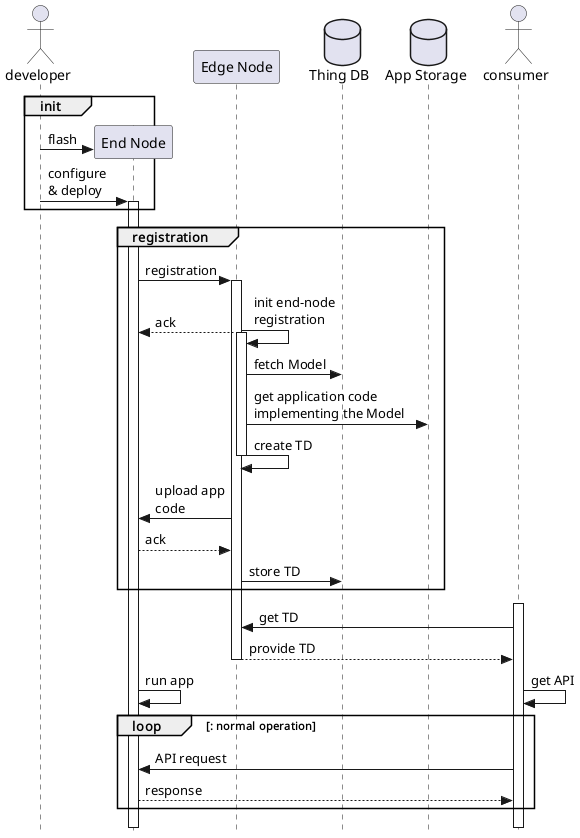 developer
Edge Node
Thing DB
App Storage
consumer
init
flash
End Node
configure
& deploy
registration
registration
init end-node
registration
ack
fetch Model
get application code
implementing the Model
create TD
upload app
code
ack
store TD
get TD
provide TD
run app
get API
loop [: normal operation]
API request
response